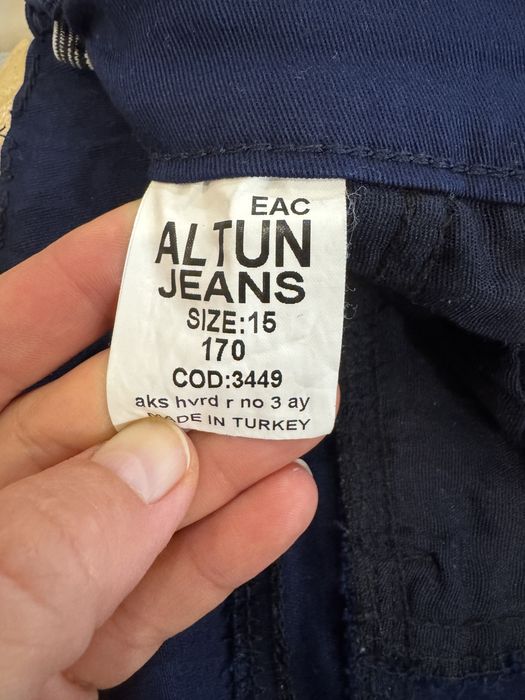 EAC
ALTUN
JEANS
SIZE:15
170
COD:3449
aks hvrd r no 3 ay
MADE IN TURKEY